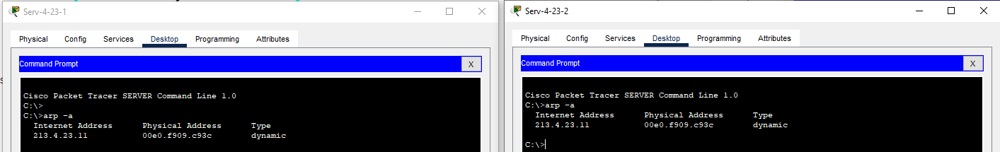 Serv-4-23-1
Physical Config Services Desktop Programming Attributes
Command Prompt X
Cisco Packet Tracer SERVER Command Line 1.0
C:\>
C:\>arp -a
Internet Address Physical Address Type
213.4.23.11 00e0.f909.c93c dynamic
Serv-4-23-2
Physical Config Services Desktop Programming Attributes
Command Prompt X
Cisco Packet Tracer SERVER Command Line 1.0
C:\>arp -a
Internet Address Physical Address Type
213.4.23.11 00e0.f909.c93c dynamic
C:\>